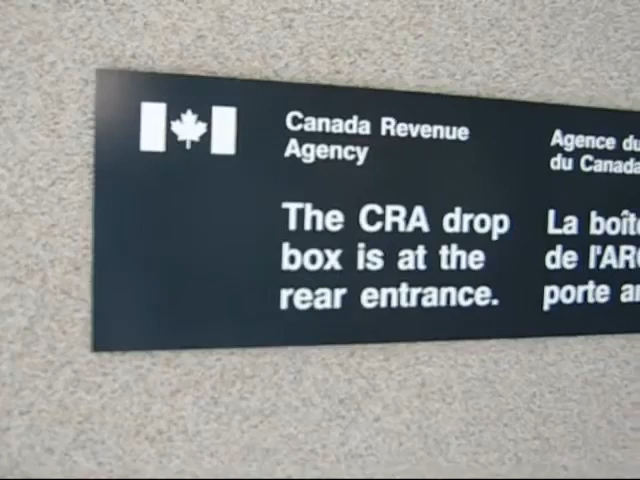 Canada Revenue
Agency
The CRA drop
box is at the
rear entrance.
Agence du
du Canada
La boîte
de l'ARC
porte